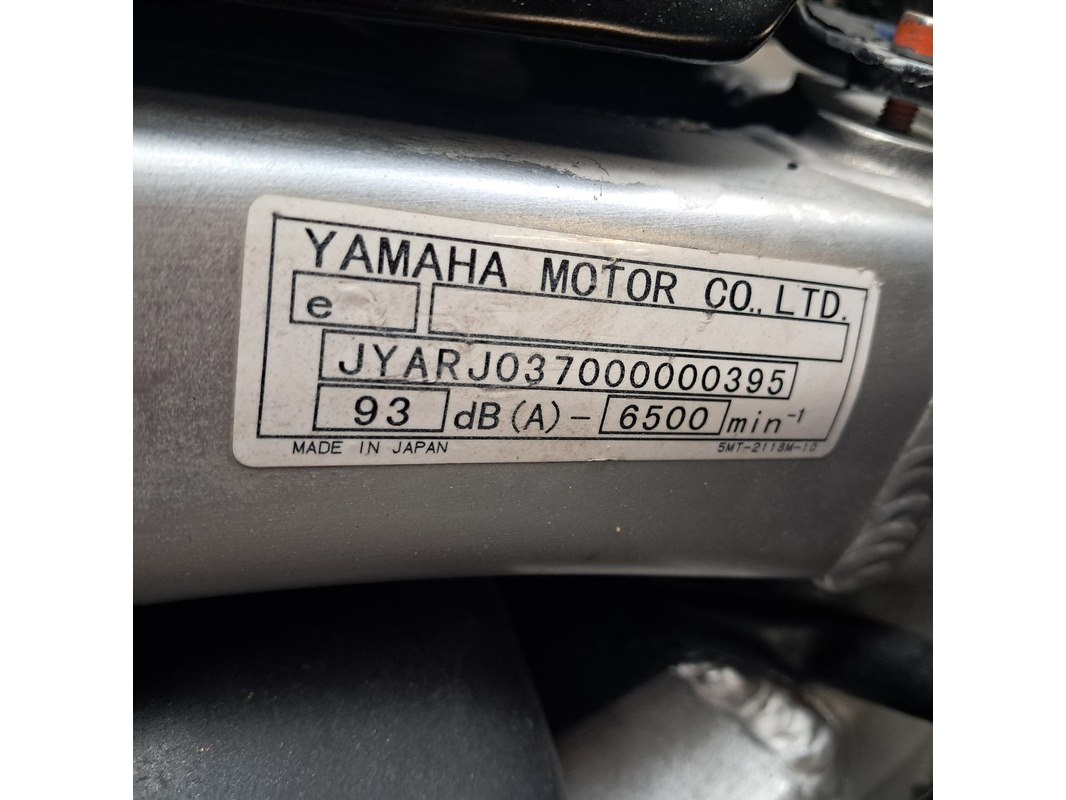 YAMAHA MOTOR CO.,LTD.
e
JYARJ037000000395
93 dB(A)-6500 min⁻¹
MADE IN JAPAN 5MT-2118M-10